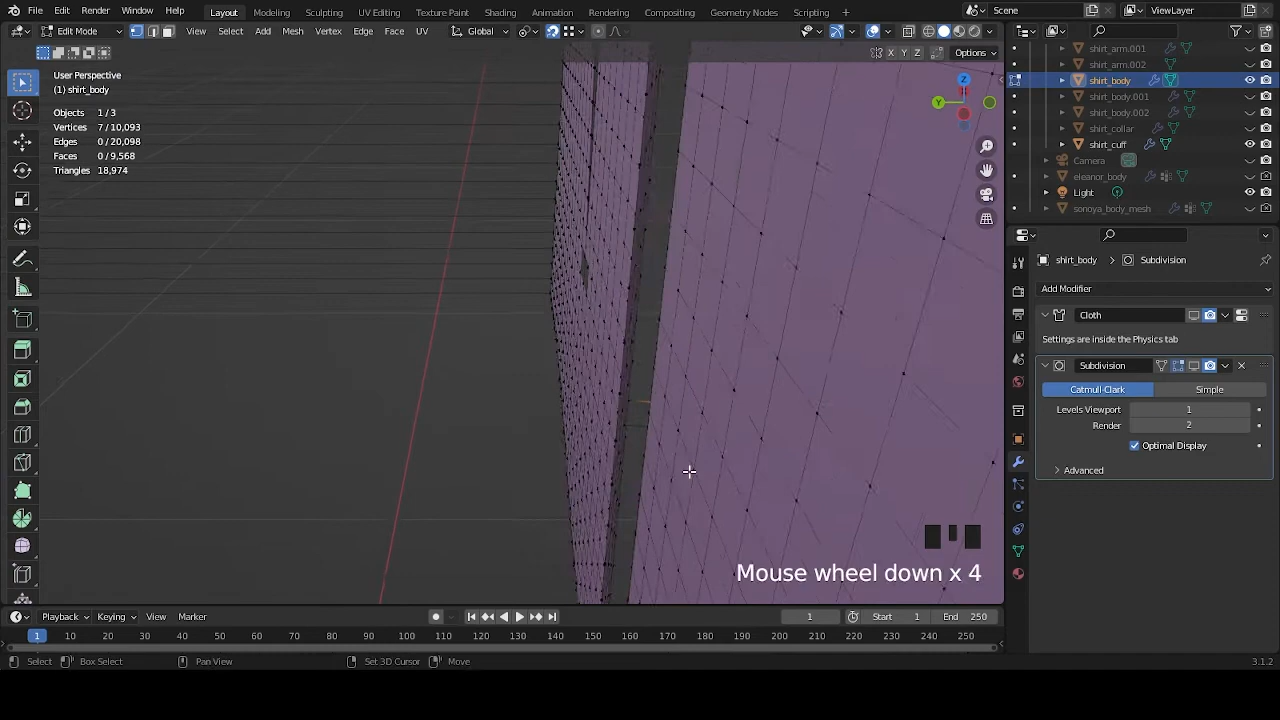 File Edit Render Window Help Layout Modeling Sculpting UV Editing Texture Paint Shading Animation Rendering Compositing Geometry Nodes Scripting Scene ViewLayer
Edit Mode View Select Add Mesh Vertex Edge Face UV Global
X Y Z Options
User Perspective
(1) shirt_body
Objects 1/3
Vertices 7/10,093
Edges 0/20,098
Faces 0/9,568
Triangles 18,974
Z
Y
Mouse wheel down x 4
shirt_arm.001
shirt_arm.002
shirt_body
shirt_body.001
shirt_body.002
shirt_collar
shirt_cuff
Camera
eleanor_body
Light
sonoya_body_mesh
shirt_body Subdivision
Add Modifier
Cloth
Settings are inside the Physics tab
Subdivision
Catmull-Clark Simple
Levels Viewport 1
Render 2
Optimal Display
Advanced
Playback Keying View Marker 1 Start 1 End 250
1 10 20 30 40 50 60 70 80 90 100 110 120 130 140 150 160 170 180 190 200 210 220 230 240 250
Select Box Select Pan View Set 3D Cursor Move 3.1.2